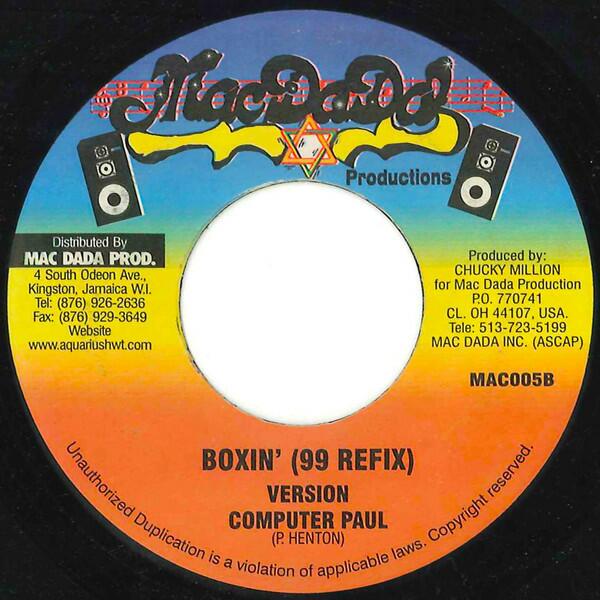 MacDaDa
Productions
Distributed By
MAC DADA PROD.
4 South Odeon Ave.,
Kingston, Jamaica W.I.
Tel: (876) 926-2636
Fax: (876) 929-3649
Website
www.aquariushwt.com
Produced by:
CHUCKY MILLION
for Mac Dada Production
P.O. 770741
CL. OH 44107, USA.
Tele: 513-723-5199
MAC DADA INC. (ASCAP)
MAC005B
BOXIN' (99 REFIX)
VERSION
COMPUTER PAUL
(P. HENTON)
Unauthorized Duplication is a violation of applicable laws. Copyright reserved.